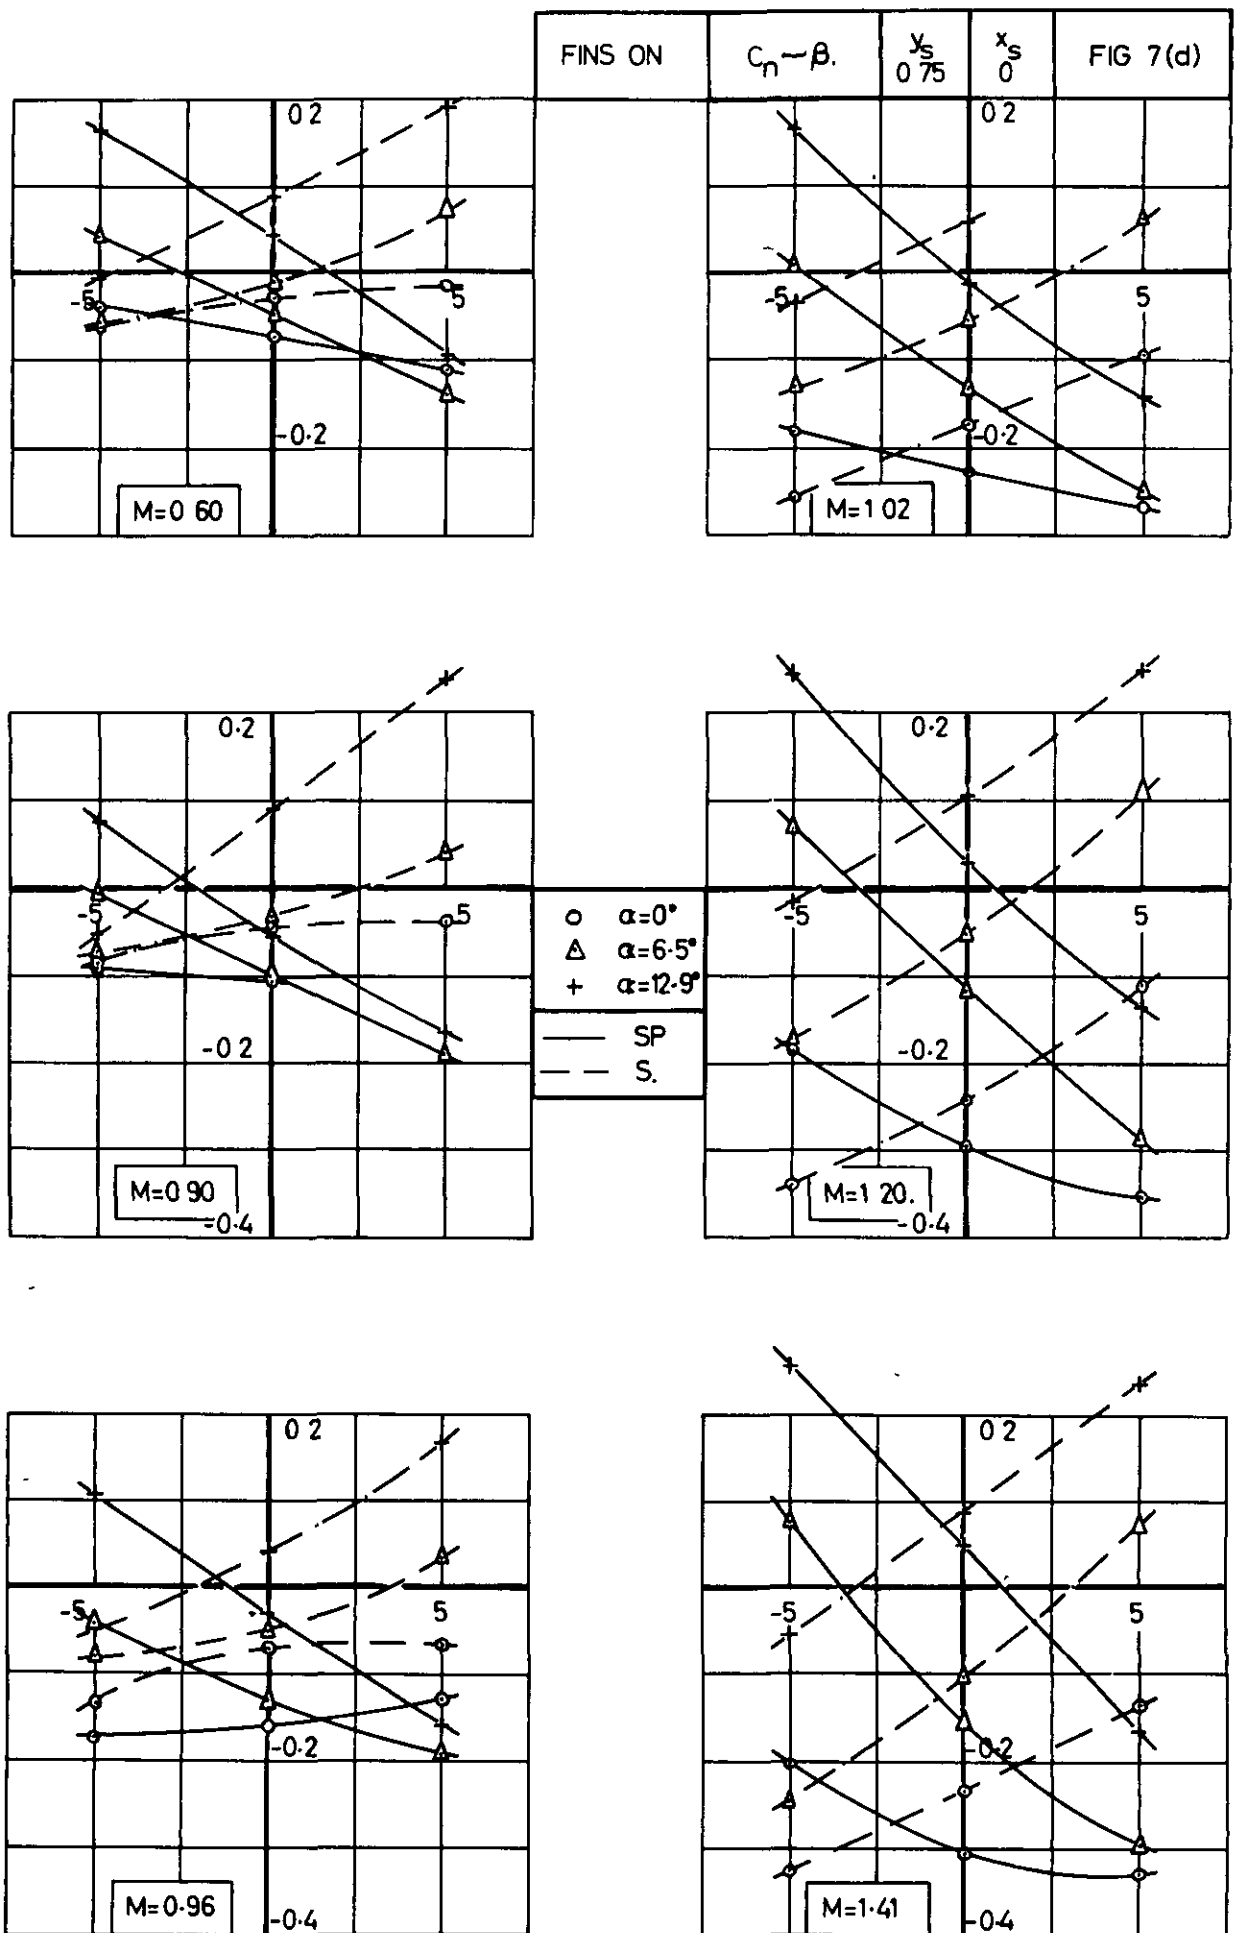 FINS ON
Cn—β.
ys
0 75
xs
0
FIG 7(d)
0 2
-5
5
-0·2
M=0 60
0 2
-5
5
-0.2
M=1 02
0.2
-5
5
-0 2
M=0 90
-0·4
α=0°
α=6·5°
α=12·9°
SP
S.
0·2
-5
5
-0·2
M=1 20.
-0·4
0 2
-5
5
-0.2
M=0·96
-0·4
0 2
-5
5
-0·2
M=1·41
-0·4